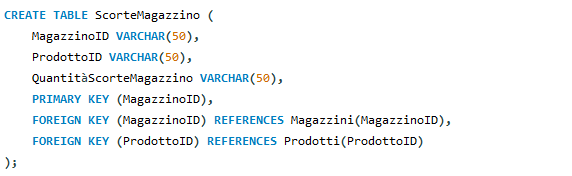 CREATE TABLE ScorteMagazzino (
    MagazzinoID VARCHAR(50),
    ProdottoID VARCHAR(50),
    QuantitàScorteMagazzino VARCHAR(50),
    PRIMARY KEY (MagazzinoID),
    FOREIGN KEY (MagazzinoID) REFERENCES Magazzini(MagazzinoID),
    FOREIGN KEY (ProdottoID) REFERENCES Prodotti(ProdottoID)
);